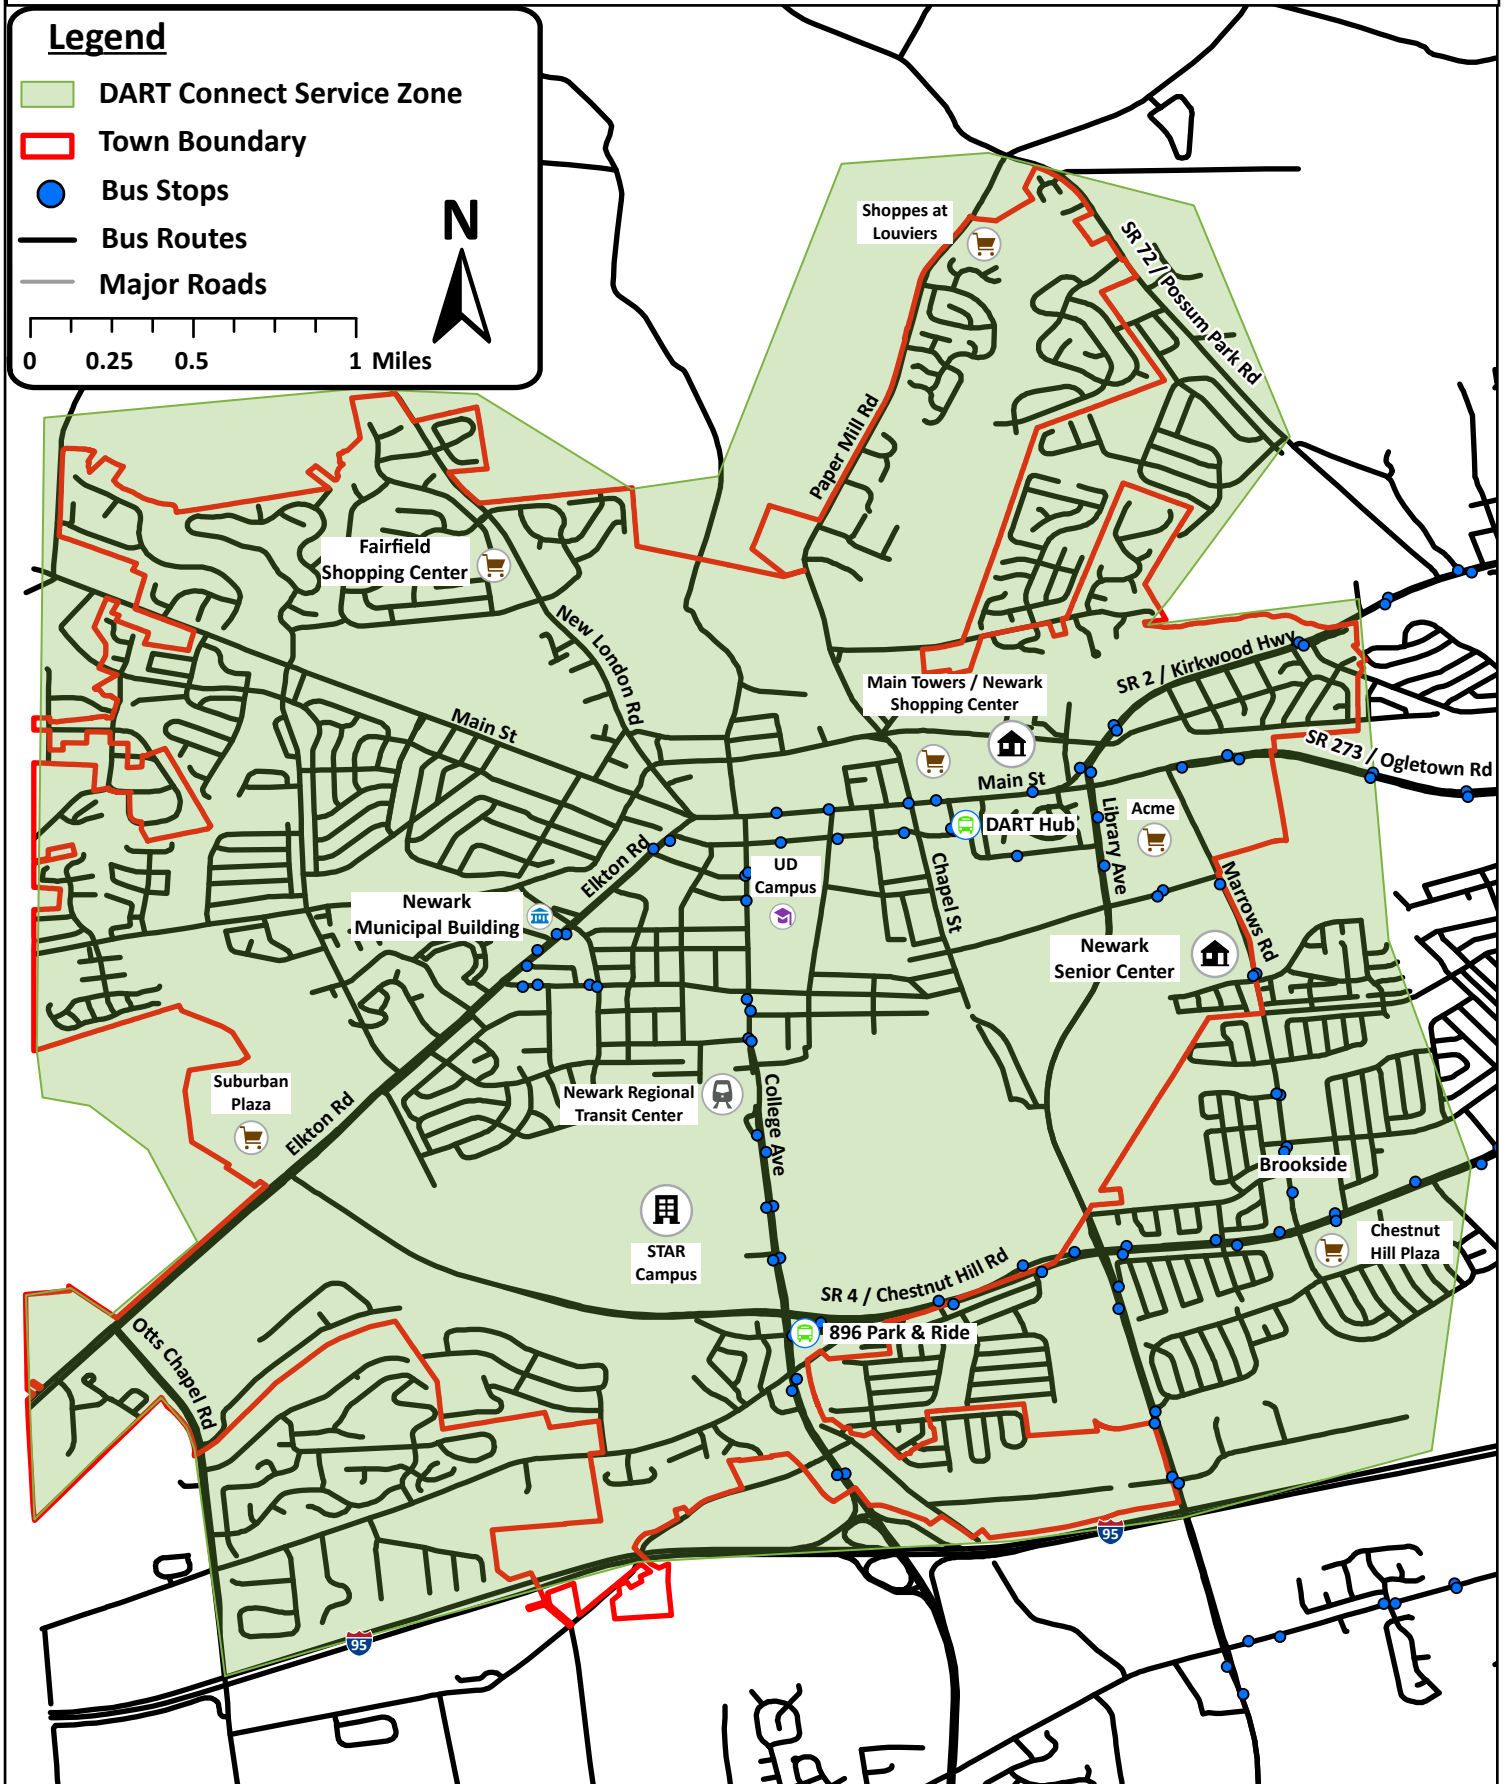 Legend
DART Connect Service Zone
Town Boundary
Bus Stops
Bus Routes
Major Roads
N
0 0.25 0.5 1 Miles
Shoppes at
Louviers
SR 72 / Possum Park Rd
Paper Mill Rd
Fairfield
Shopping Center
New London Rd
Main St
Main Towers / Newark
Shopping Center
SR 2 / Kirkwood Hwy
SR 273 / Ogletown Rd
Main St
DART Hub
Library Ave
Acme
Elkton Rd
UD
Campus
Chapel St
Marrows Rd
Newark
Municipal Building
Newark
Senior Center
Suburban
Plaza
Elkton Rd
Newark Regional
Transit Center
College Ave
Brookside
STAR
Campus
Chestnut
Hill Plaza
SR 4 / Chestnut Hill Rd
896 Park & Ride
Otts Chapel Rd
95
95